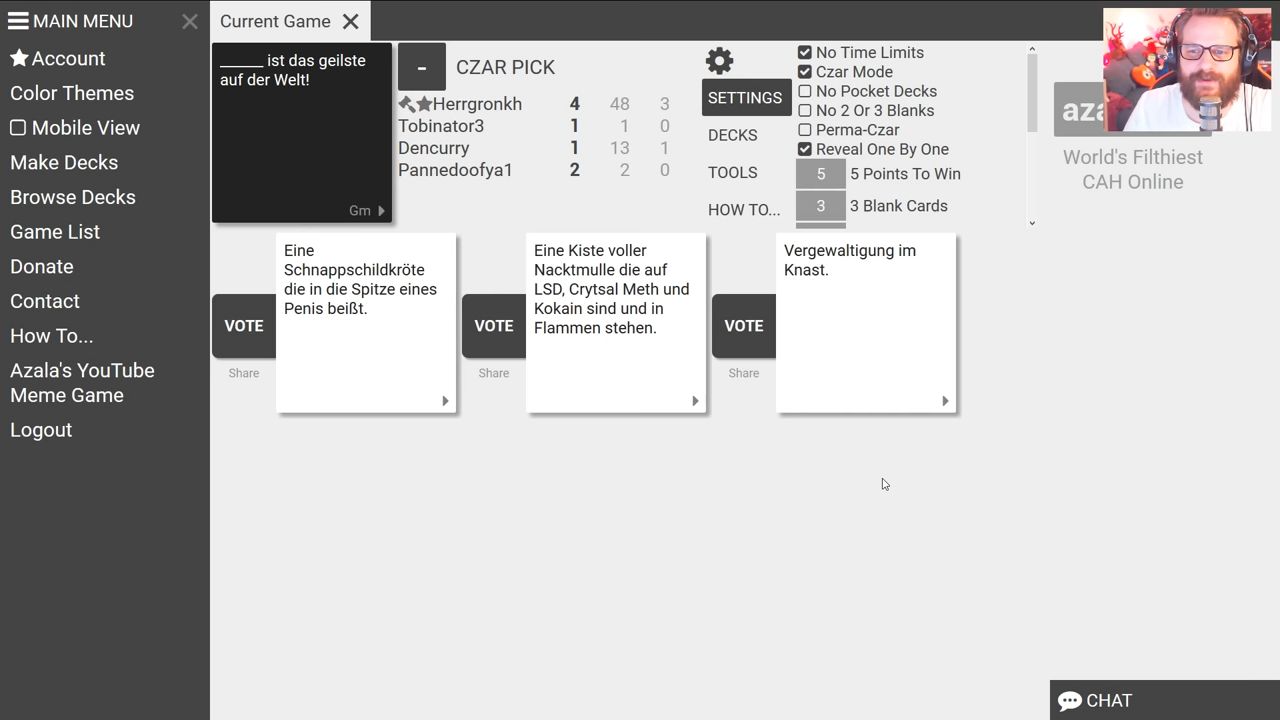 MAIN MENU
Account
Color Themes
Mobile View
Make Decks
Browse Decks
Game List
Donate
Contact
How To...
Azala's YouTube
Meme Game
Logout
Current Game
______ ist das geilste
auf der Welt!
Gm
-
CZAR PICK
Herrgronkh 4 48 3
Tobinator3 1 1 0
Dencurry 1 13 1
Pannedoofya1 2 2 0
SETTINGS
DECKS
TOOLS
HOW TO...
No Time Limits
Czar Mode
No Pocket Decks
No 2 Or 3 Blanks
Perma-Czar
Reveal One By One
5 5 Points To Win
3 3 Blank Cards
World's Filthiest
CAH Online
VOTE
Share
Eine
Schnappschildkröte
die in die Spitze eines
Penis beißt.
VOTE
Share
Eine Kiste voller
Nacktmulle die auf
LSD, Crytsal Meth und
Kokain sind und in
Flammen stehen.
VOTE
Share
Vergewaltigung im
Knast.
CHAT